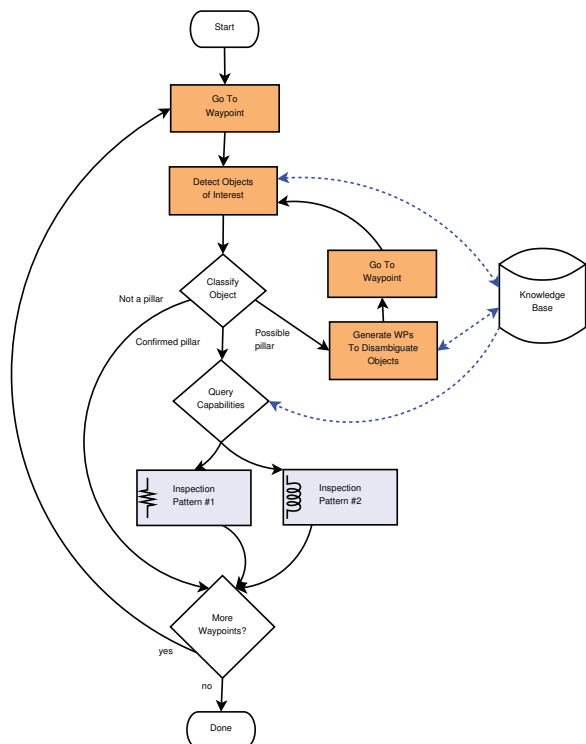 Start
Go To
Waypoint
Detect Objects
of Interest
Classify
Object
Go To
Waypoint
Knowledge
Base
Not a pillar
Confirmed pillar
Possible
pillar
Generate WPs
To Disambiguate
Objects
Query
Capabilities
Inspection
Pattern #1
Inspection
Pattern #2
More
Waypoints?
yes
no
Done